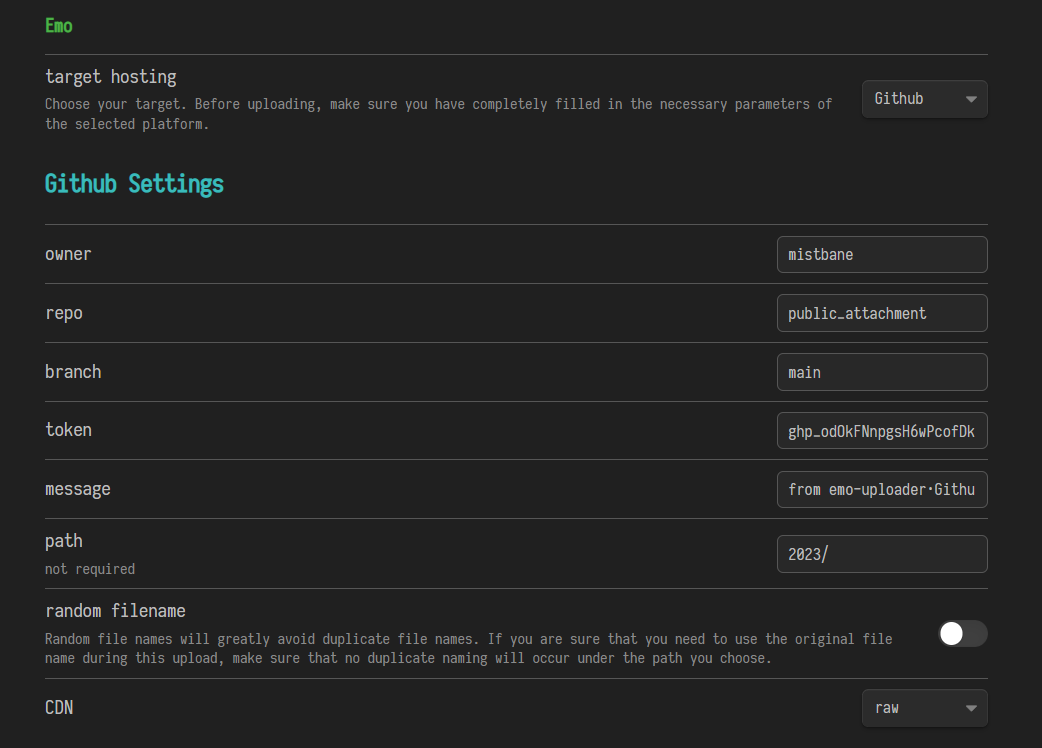 Emo
target hosting
Choose your target. Before uploading, make sure you have completely filled in the necessary parameters of
the selected platform.
Github
Github Settings
owner
mistbane
repo
public_attachment
branch
main
token
ghp_odOkFNnpgsH6wPcofDk
message
from emo-uploader·Githu
path
not required
2023/
random filename
Random file names will greatly avoid duplicate file names. If you are sure that you need to use the original file
name during this upload, make sure that no duplicate naming will occur under the path you choose.
CDN
raw